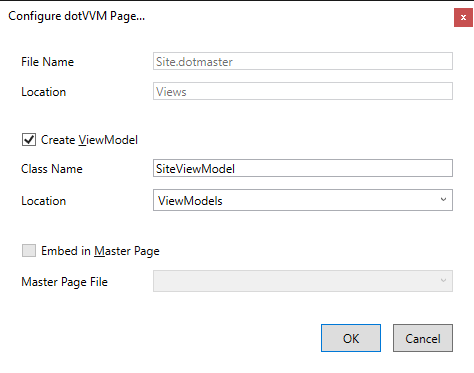 Configure dotVVM Page...
x
File Name Site.dotmaster
Location Views
Create ViewModel
Class Name SiteViewModel
Location ViewModels
Embed in Master Page
Master Page File
OK Cancel